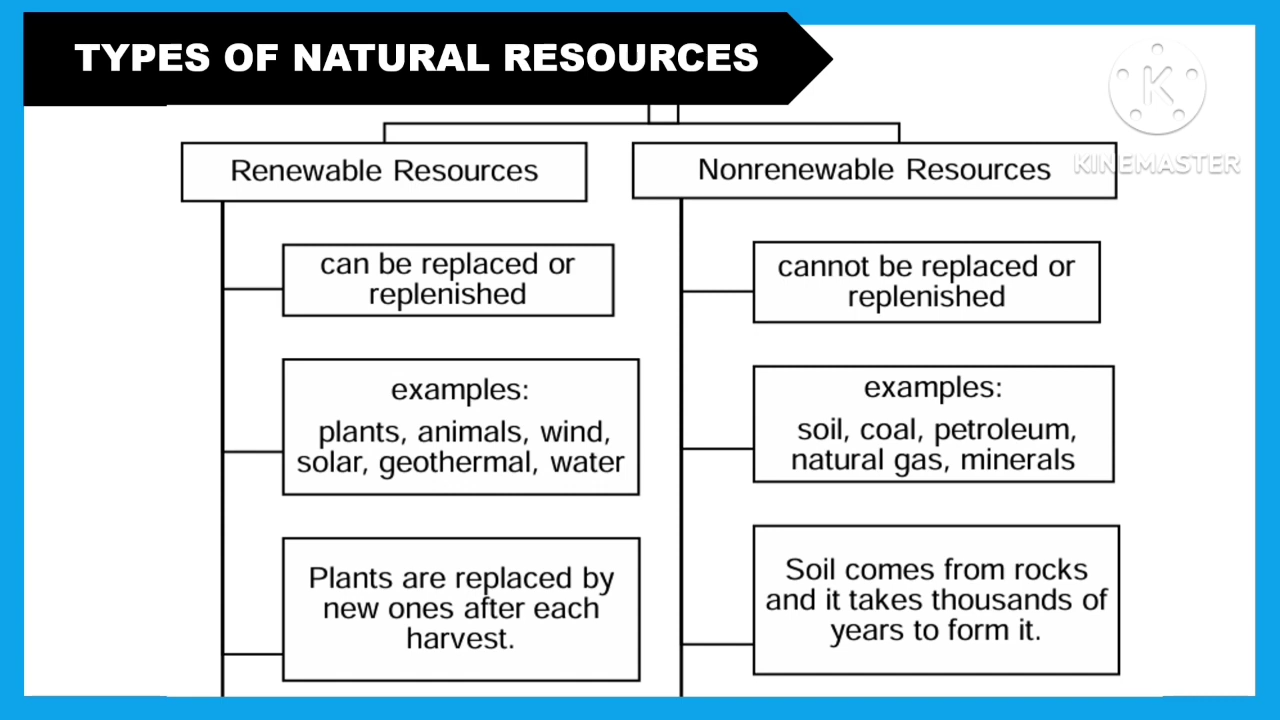 TYPES OF NATURAL RESOURCES
K
KINEMASTER
Renewable Resources
can be replaced or
replenished
examples:
plants, animals, wind,
solar, geothermal, water
Plants are replaced by
new ones after each
harvest.
Nonrenewable Resources
cannot be replaced or
replenished
examples:
soil, coal, petroleum,
natural gas, minerals
Soil comes from rocks
and it takes thousands of
years to form it.